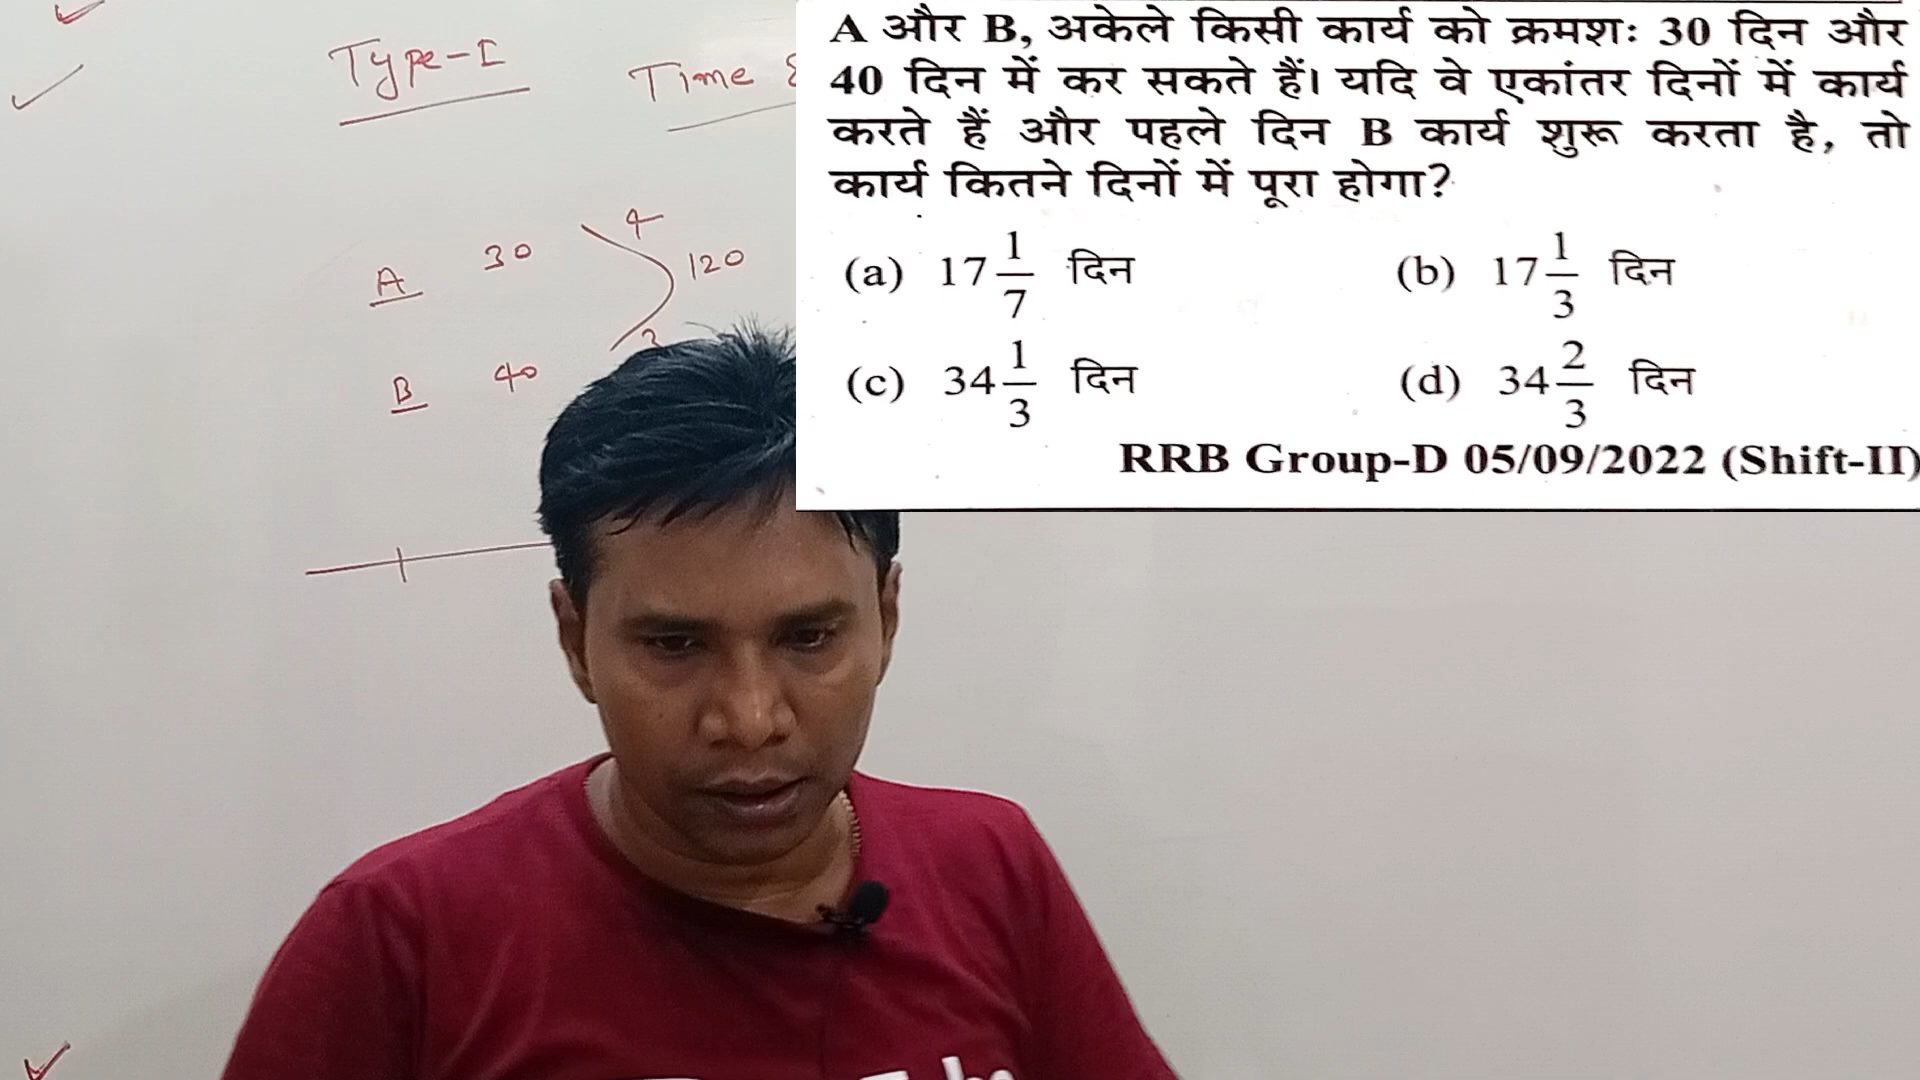 Type-I
Time
A 30 4 120
B 40 3
A और B, अकेले किसी कार्य को क्रमशः 30 दिन और
40 दिन में कर सकते हैं। यदि वे एकांतर दिनों में कार्य
करते हैं और पहले दिन B कार्य शुरू करता है, तो
कार्य कितने दिनों में पूरा होगा?
(a) 17 1/7 दिन (b) 17 1/3 दिन
(c) 34 1/3 दिन (d) 34 2/3 दिन
RRB Group-D 05/09/2022 (Shift-II)